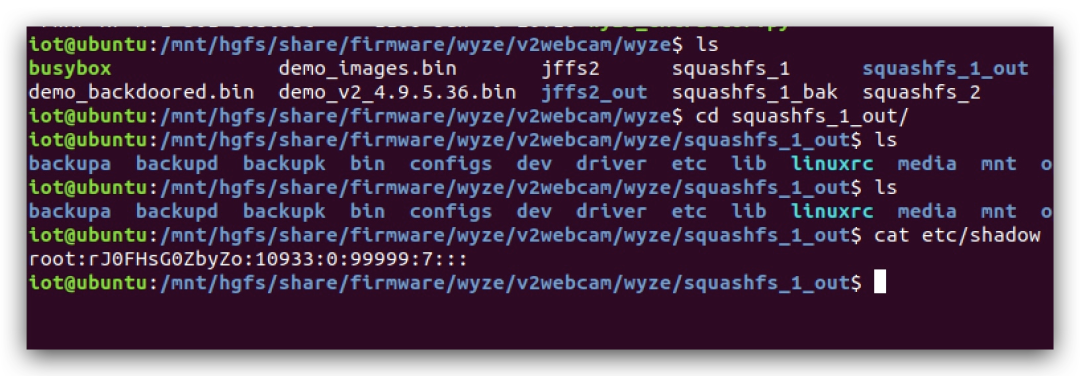 iot@ubuntu:/mnt/hgfs/share/firmware/wyze/v2webcam/wyze$ ls
busybox demo_images.bin jffs2 squashfs_1 squashfs_1_out
demo_backdoored.bin demo_v2_4.9.5.36.bin jffs2_out squashfs_1_bak squashfs_2
iot@ubuntu:/mnt/hgfs/share/firmware/wyze/v2webcam/wyze$ cd squashfs_1_out/
iot@ubuntu:/mnt/hgfs/share/firmware/wyze/v2webcam/wyze/squashfs_1_out$ ls
backupa backupd backupk bin configs dev driver etc lib linuxrc media mnt o
iot@ubuntu:/mnt/hgfs/share/firmware/wyze/v2webcam/wyze/squashfs_1_out$ ls
backupa backupd backupk bin configs dev driver etc lib linuxrc media mnt o
iot@ubuntu:/mnt/hgfs/share/firmware/wyze/v2webcam/wyze/squashfs_1_out$ cat etc/shadow
root:rJ0FHsG0ZbyZo:10933:0:99999:7:::
iot@ubuntu:/mnt/hgfs/share/firmware/wyze/v2webcam/wyze/squashfs_1_out$